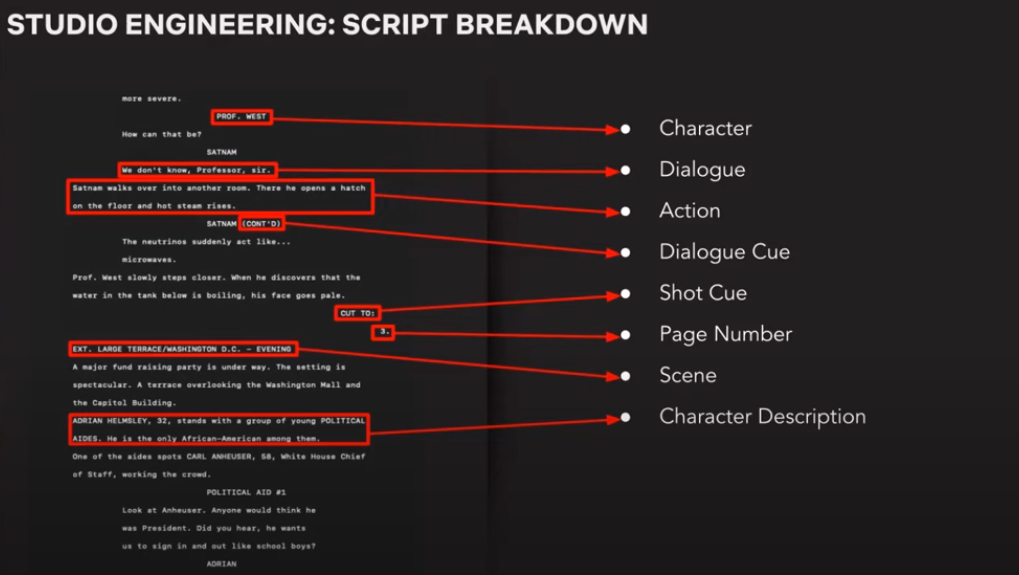 STUDIO ENGINEERING: SCRIPT BREAKDOWN
more severe.
PROF. WEST
How can that be?
SATNAM
We don't know, Professor, sir.
Satnam walks over into another room. There he opens a hatch
on the floor and hot steam rises.
SATNAM (CONT'D)
The neutrinos suddenly act like...
microwaves.
Prof. West slowly steps closer. When he discovers that the
water in the tank below is boiling, his face goes pale.
CUT TO:
3.
EXT. LARGE TERRACE/WASHINGTON D.C. - EVENING
A major fund raising party is under way. The setting is
spectacular. A terrace overlooking the Washington Mall and
the Capitol Building.
ADRIAN HELMSLEY, 32, stands with a group of young POLITICAL
AIDES. He is the only African-American among them.
One of the aides spots CARL ANHEUSER, 58, White House Chief
of Staff, working the crowd.
POLITICAL AID #1
Look at Anheuser. Anyone would think he
was President. Did you hear, he wants
us to sign in and out like school boys?
ADRIAN
Character
Dialogue
Action
Dialogue Cue
Shot Cue
Page Number
Scene
Character Description